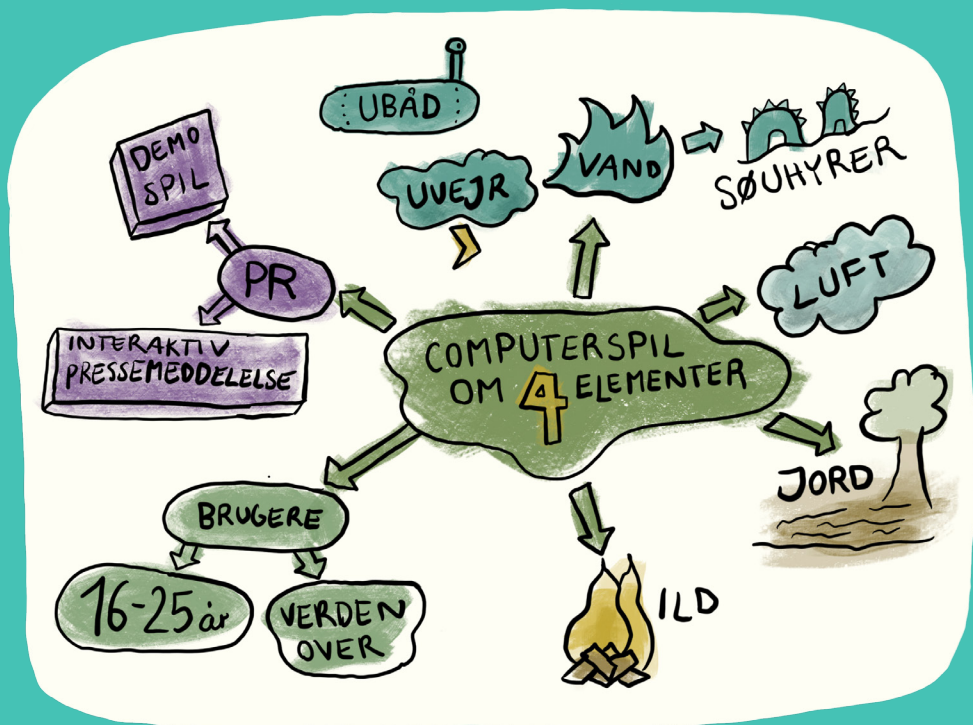 UBÅD
DEMO
SPIL
UVEJR
VAND
SØUHYRER
LUFT
PR
INTERAKTIV
PRESSEMEDDELELSE
COMPUTERSPIL
OM 4 ELEMENTER
JORD
BRUGERE
16-25 år
VERDEN
OVER
ILD